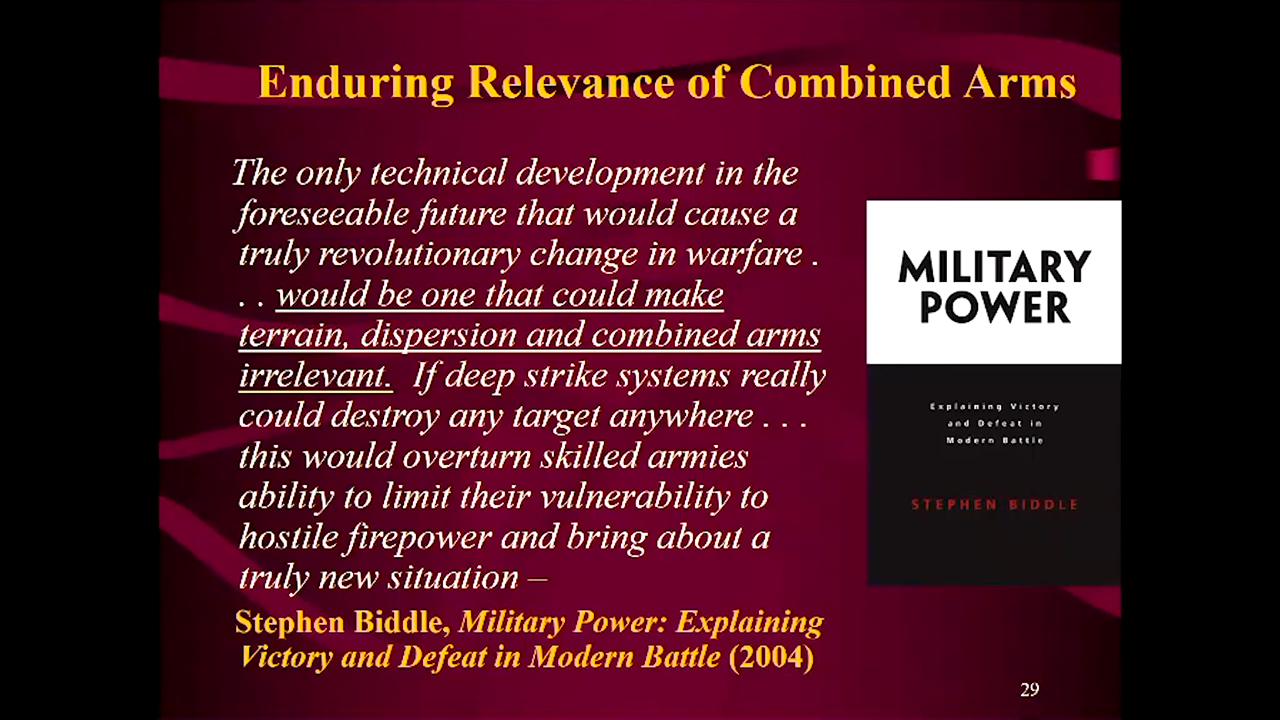 Enduring Relevance of Combined Arms
The only technical development in the
foreseeable future that would cause a
truly revolutionary change in warfare .
. . would be one that could make
terrain, dispersion and combined arms
irrelevant. If deep strike systems really
could destroy any target anywhere . . .
this would overturn skilled armies
ability to limit their vulnerability to
hostile firepower and bring about a
truly new situation –
Stephen Biddle, Military Power: Explaining
Victory and Defeat in Modern Battle (2004)
MILITARY
POWER
Explaining Victory
and Defeat in
Modern Battle
STEPHEN BIDDLE
29